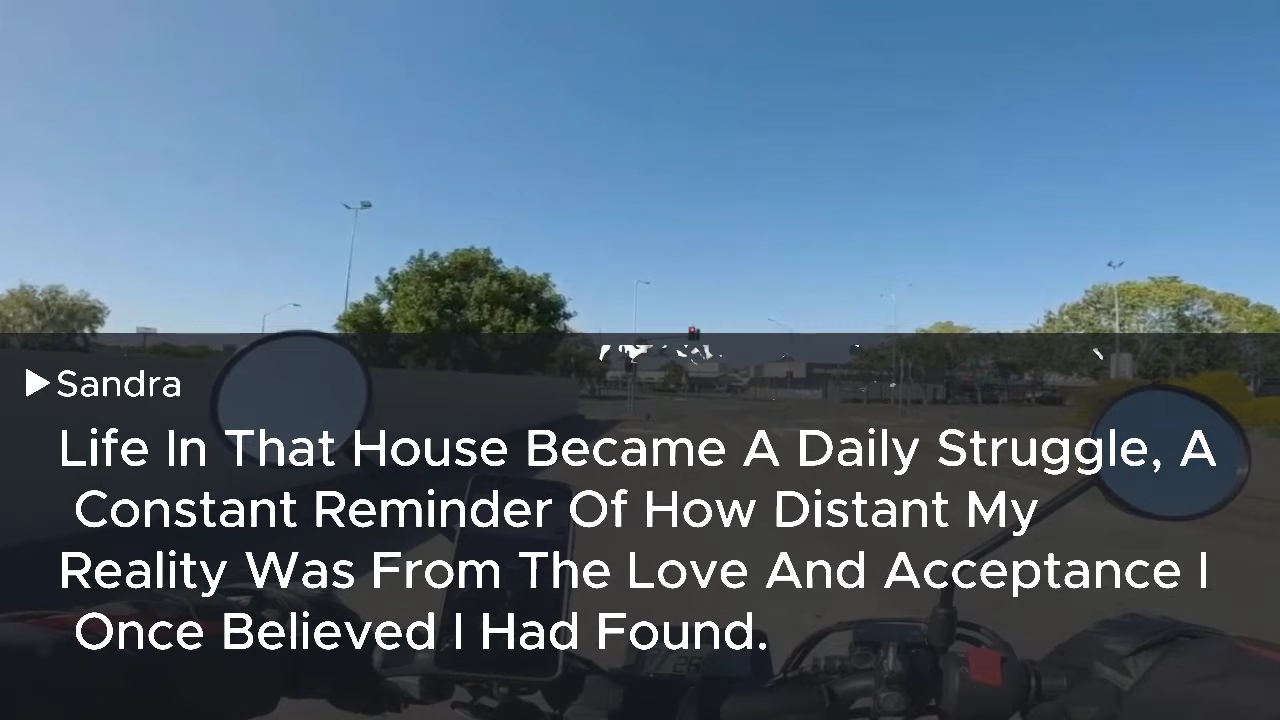 ▶Sandra
Life In That House Became A Daily Struggle, A
Constant Reminder Of How Distant My
Reality Was From The Love And Acceptance I
Once Believed I Had Found.
26